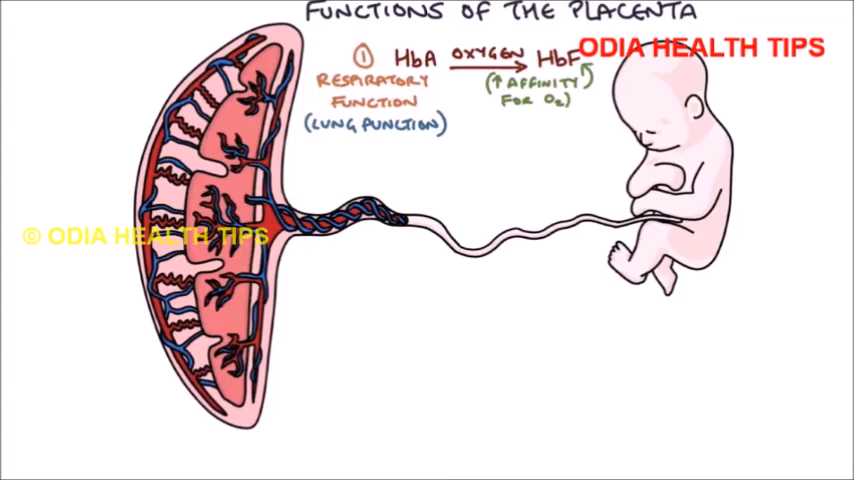 FUNCTIONS OF THE PLACENTA
ODIA HEALTH TIPS
① HbA OXYGEN HbF
RESPIRATORY
FUNCTION
(LUNG FUNCTION)
(↑ AFFINITY
FOR O₂)
© ODIA HEALTH TIPS